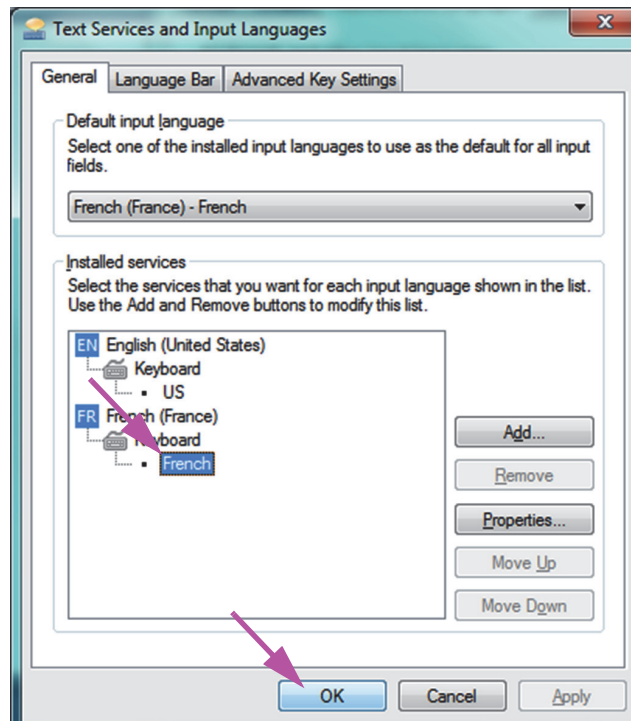 Text Services and Input Languages
General
Language Bar
Advanced Key Settings
Default input language
Select one of the installed input languages to use as the default for all input
fields.
French (France) - French
Installed services
Select the services that you want for each input language shown in the list.
Use the Add and Remove buttons to modify this list.
EN English (United States)
Keyboard
US
FR French (France)
Keyboard
French
Add...
Remove
Properties...
Move Up
Move Down
OK
Cancel
Apply